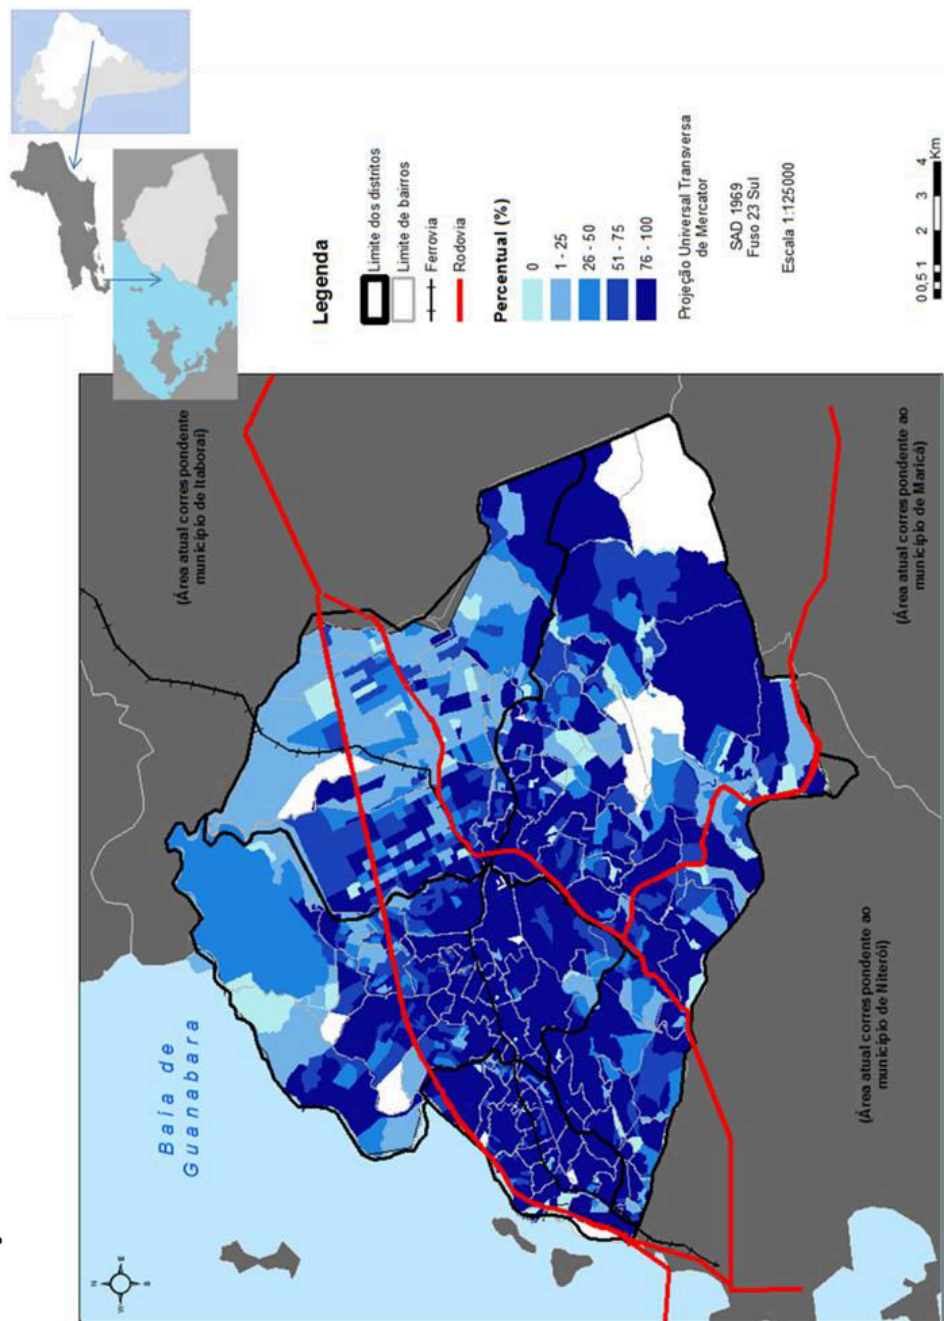 (Área atual correspondente
município de Itaboraí)
Baía de
Guanabara
N
W
E
S
(Área atual correspondente ao
município de Niterói)
(Área atual correspondente ao
município de Maricá)
Legenda
Limite dos distritos
Limite de bairros
Ferrovia
Rodovia
Percentual (%)
0
1 - 25
26 - 50
51 - 75
76 - 100
Projeção Universal Transversa
de Mercator
SAD 1969
Fuso 23 Sul
Escala 1:125000
0 0,5 1 2 3 4
Km